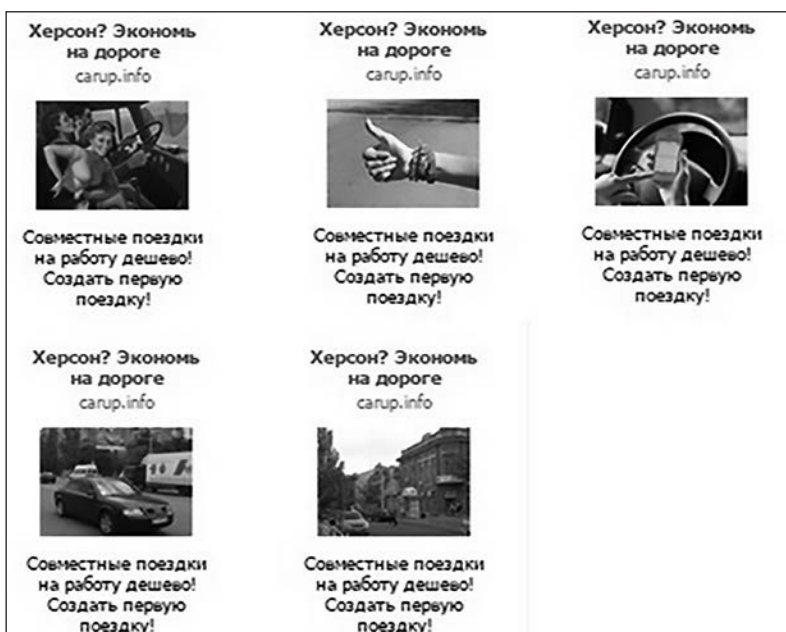 Херсон? Экономь
на дороге
carup.info
Совместные поездки
на работу дешево!
Создать первую
поездку!
Херсон? Экономь
на дороге
carup.info
Совместные поездки
на работу дешево!
Создать первую
поездку!
Херсон? Экономь
на дороге
carup.info
Совместные поездки
на работу дешево!
Создать первую
поездку!
Херсон? Экономь
на дороге
carup.info
Совместные поездки
на работу дешево!
Создать первую
поездку!
Херсон? Экономь
на дороге
carup.info
Совместные поездки
на работу дешево!
Создать первую
поездку!